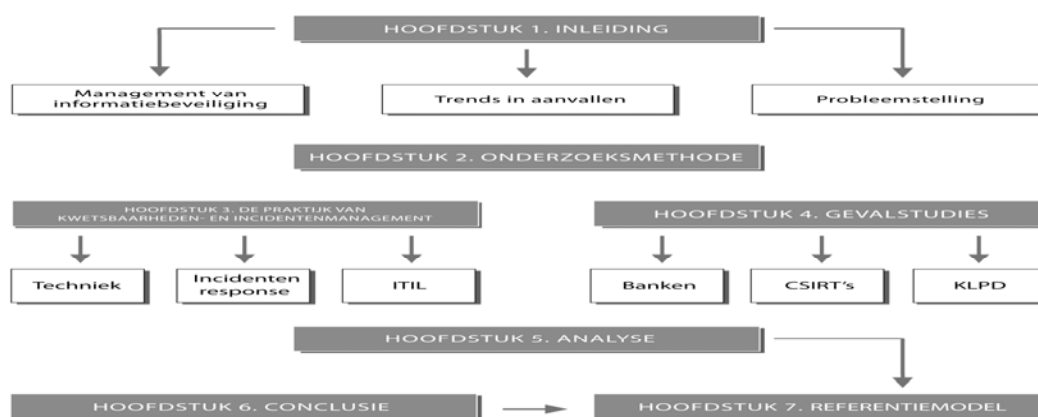 HOOFDSTUK 1. INLEIDING
Management van
informatiebeveiliging
Trends in aanvallen
Probleemstelling
HOOFDSTUK 2. ONDERZOEKSMETHODE
HOOFDSTUK 3. DE PRAKTIJK VAN
KWETSBAARHEDEN- EN INCIDENTENMANAGEMENT
HOOFDSTUK 4. GEVALSTUDIES
Techniek
Incidenten
response
ITIL
Banken
CSIRT's
KLPD
HOOFDSTUK 5. ANALYSE
HOOFDSTUK 6. CONCLUSIE
HOOFDSTUK 7. REFERENTIEMODEL